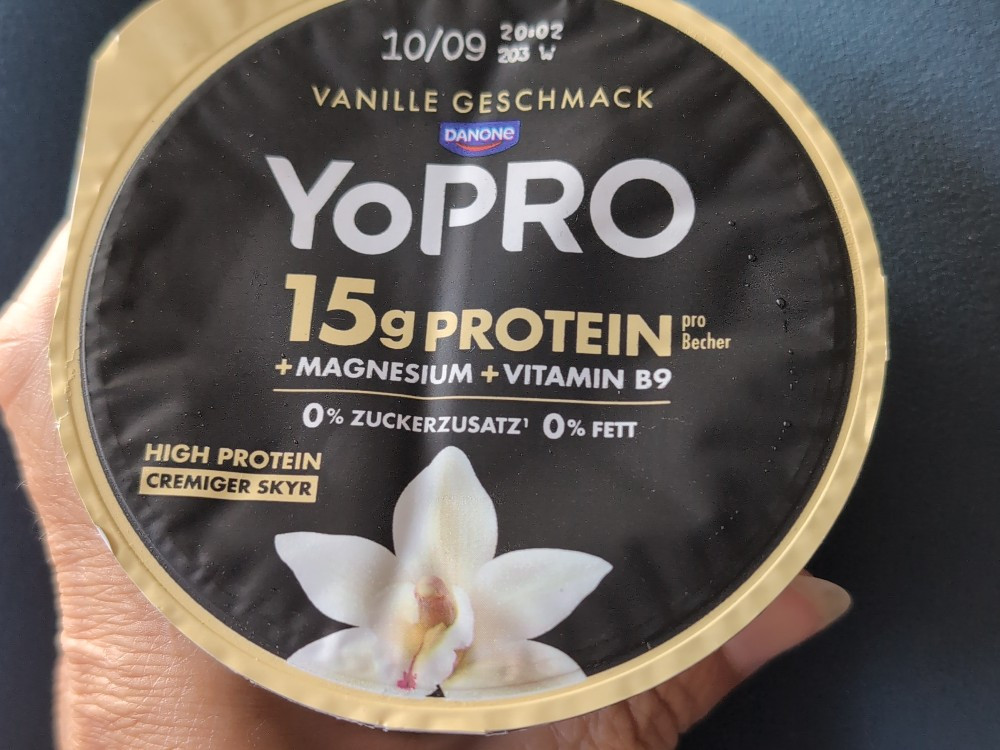 10/09 20:02
203 W
VANILLE GESCHMACK
DANONE
YoPRO
15g PROTEIN pro Becher
+MAGNESIUM +VITAMIN B9
0% ZUCKERZUSATZ¹ 0% FETT
HIGH PROTEIN
CREMIGER SKYR